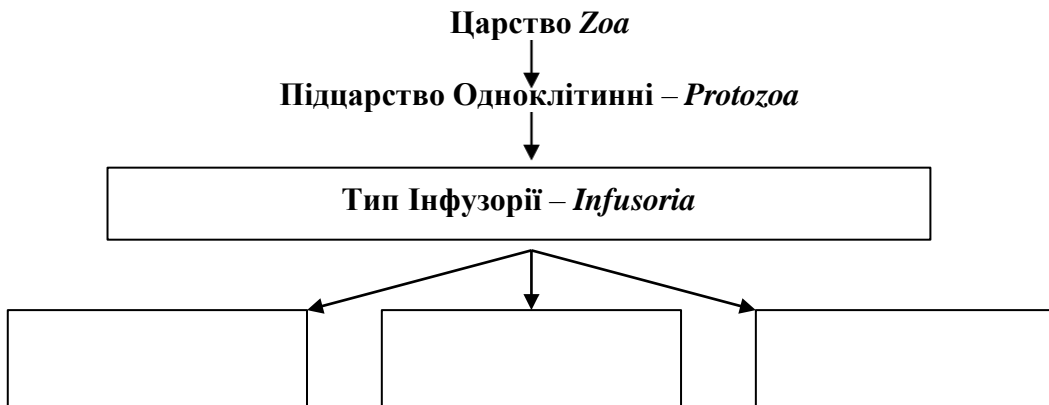 Царство Zoa
Підцарство Одноклітинні – Protozoa
Тип Інфузорії – Infusoria